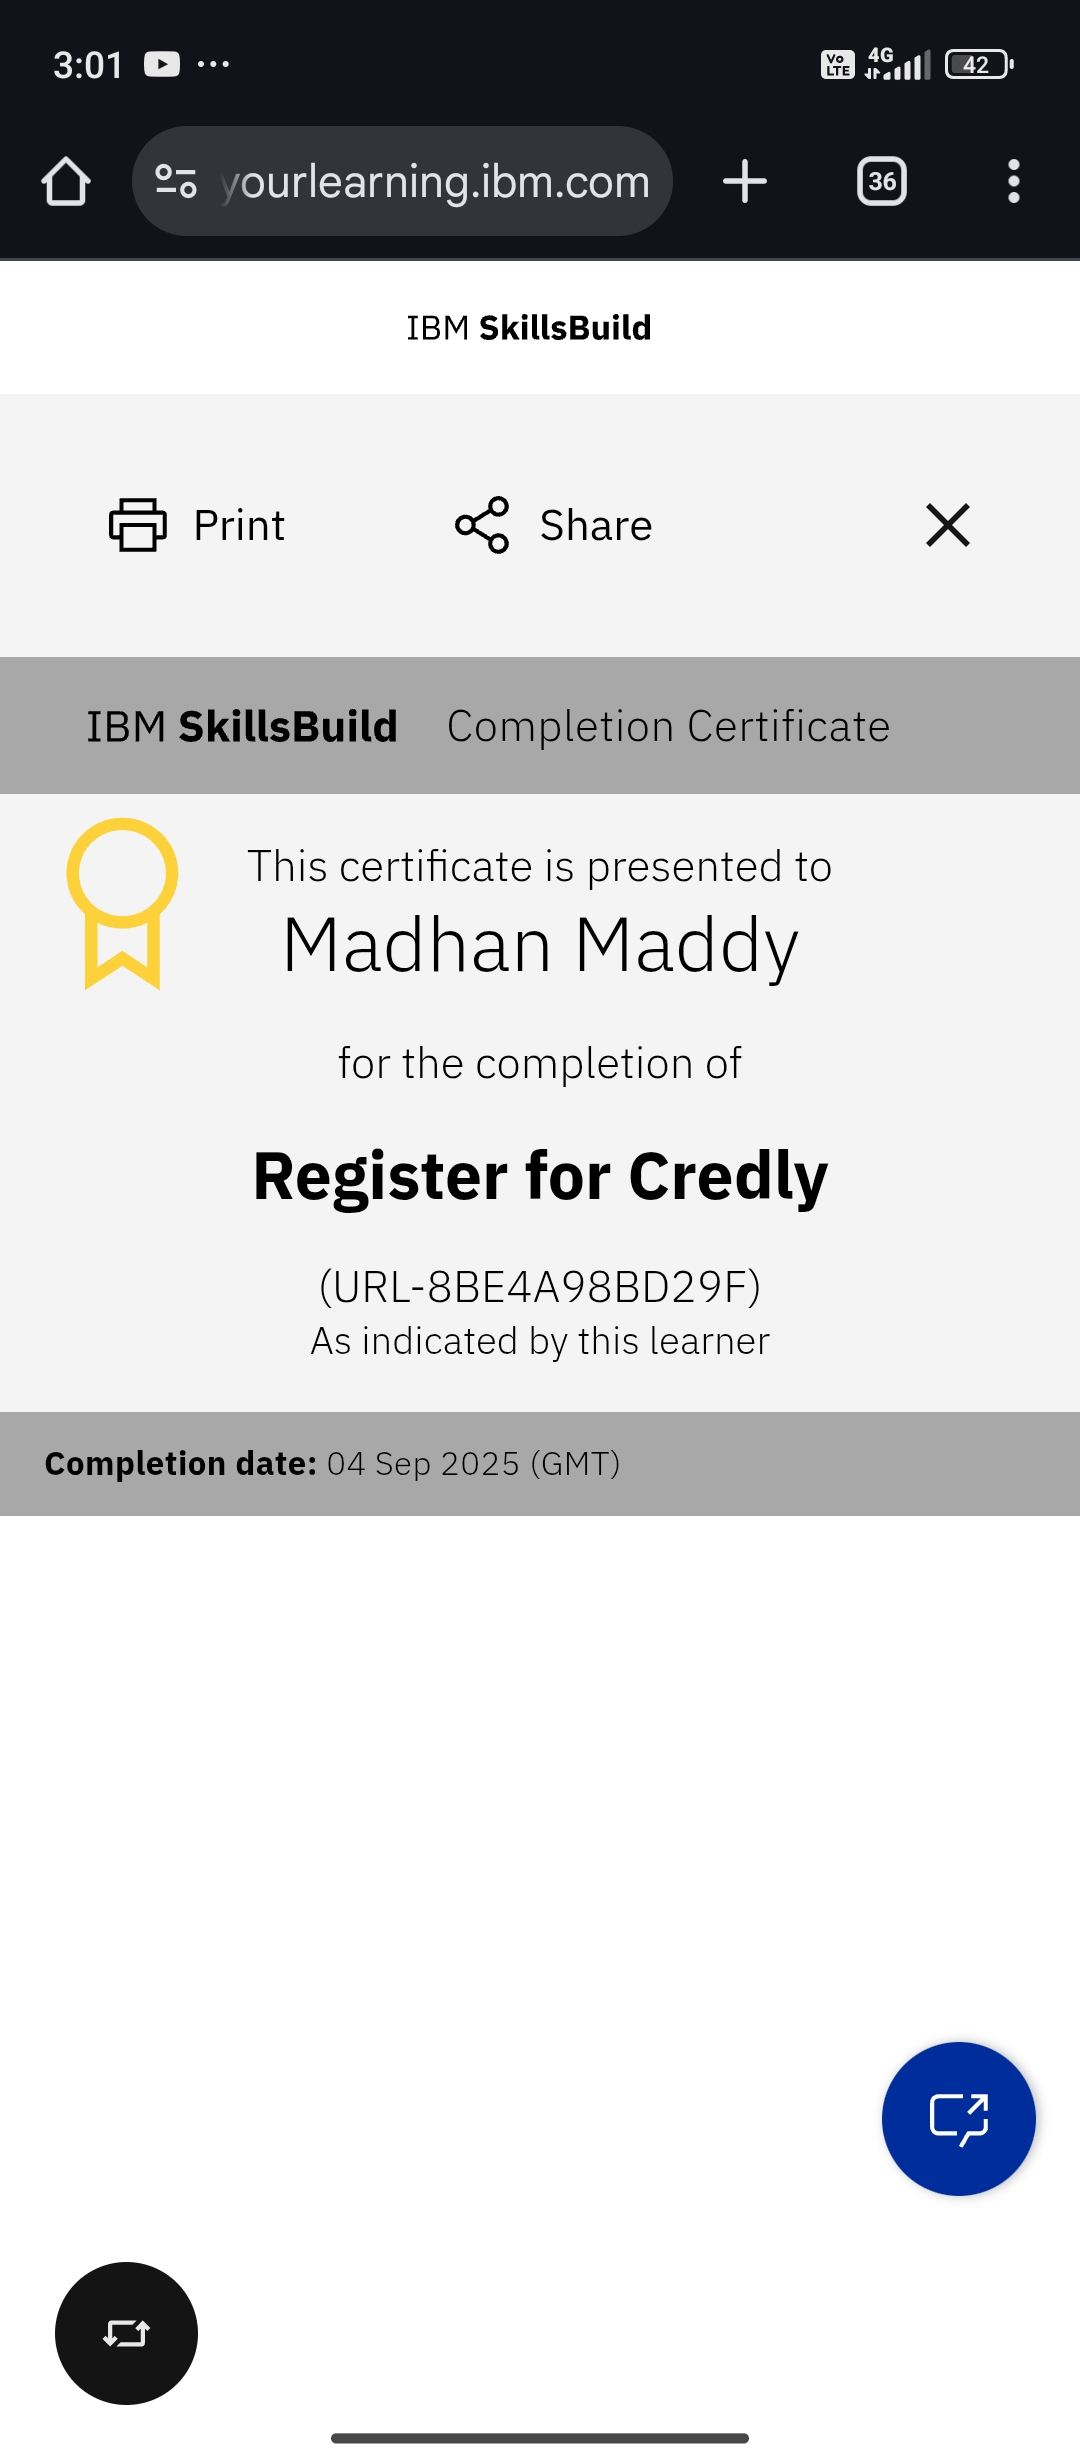 3:01
Vo LTE 4G 42
yourlearning.ibm.com
36
IBM SkillsBuild
Print Share
IBM SkillsBuild Completion Certificate
This certificate is presented to
Madhan Maddy
for the completion of
Register for Credly
(URL-8BE4A98BD29F)
As indicated by this learner
Completion date: 04 Sep 2025 (GMT)